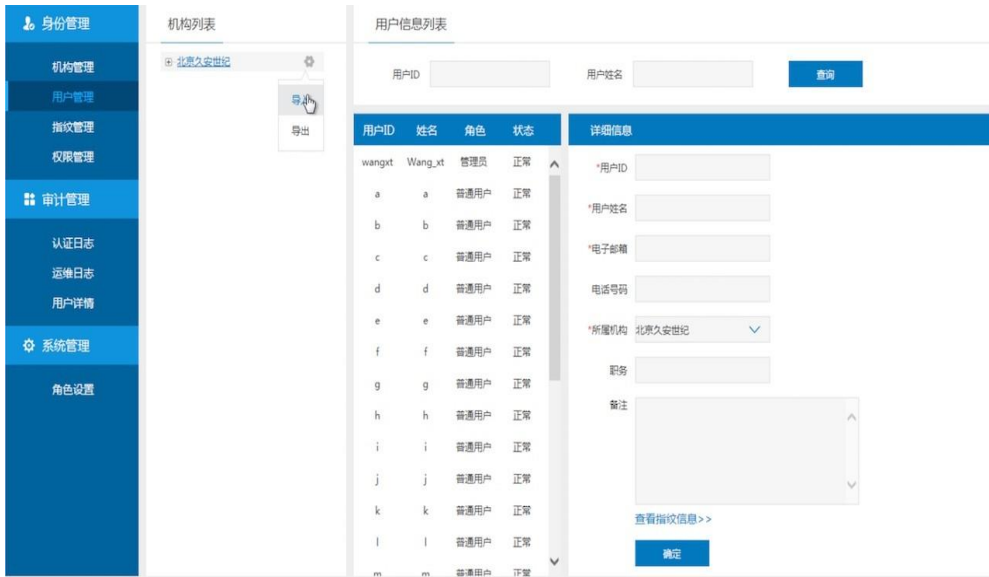 身份管理
机构管理
用户管理
指纹管理
权限管理
审计管理
认证日志
运维日志
用户详情
系统管理
角色设置
机构列表
北京久安世纪
导出
用户信息列表
用户ID
用户姓名
查询
用户ID 姓名 角色 状态
wangxt Wang_xt 管理员 正常
a a 普通用户 正常
b b 普通用户 正常
c c 普通用户 正常
d d 普通用户 正常
e e 普通用户 正常
f f 普通用户 正常
g g 普通用户 正常
h h 普通用户 正常
i i 普通用户 正常
j j 普通用户 正常
k k 普通用户 正常
l l 普通用户 正常
m m 普通用户 正常
详细信息
*用户ID
*用户姓名
*电子邮箱
电话号码
*所属机构 北京久安世纪
职务
备注
查看指纹信息>>
确定